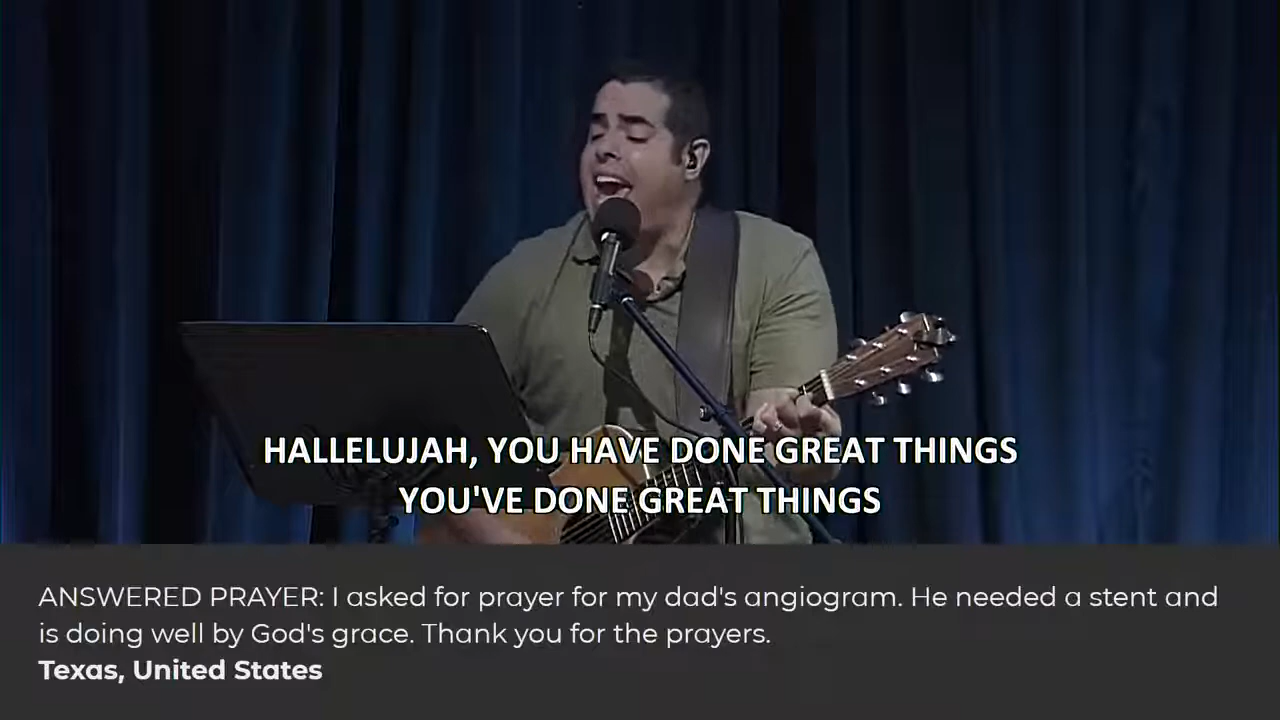 HALLELUJAH, YOU HAVE DONE GREAT THINGS
YOU'VE DONE GREAT THINGS
ANSWERED PRAYER: I asked for prayer for my dad's angiogram. He needed a stent and
is doing well by God's grace. Thank you for the prayers.
Texas, United States